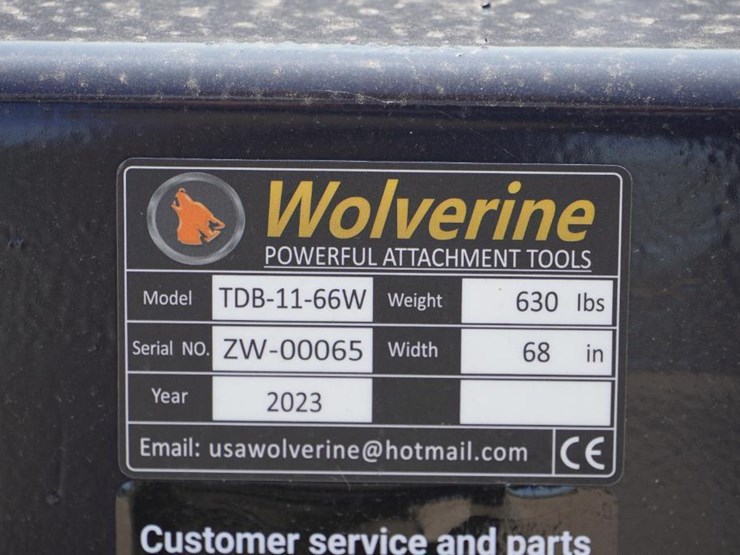 Wolverine
POWERFUL ATTACHMENT TOOLS
Model TDB-11-66W Weight 630 lbs
Serial NO. ZW-00065 Width 68 in
Year 2023
Email: usawolverine@hotmail.com CE
Customer service and parts